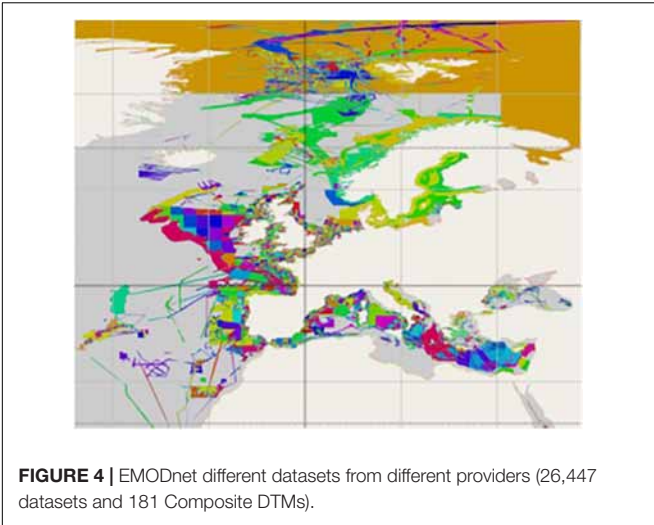 FIGURE 4 | EMODnet different datasets from different providers (26,447
datasets and 181 Composite DTMs).